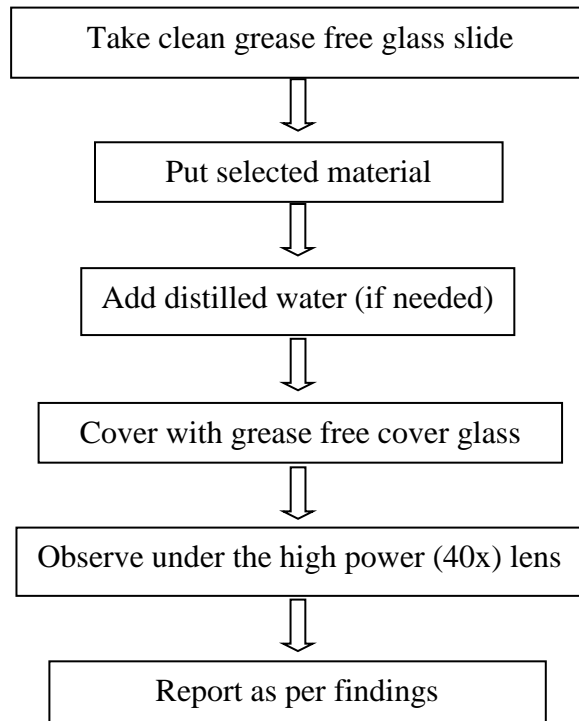 Take clean grease free glass slide
Put selected material
Add distilled water (if needed)
Cover with grease free cover glass
Observe under the high power (40x) lens
Report as per findings